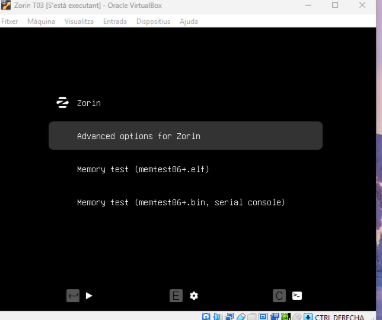 Zorin T03 [S'està executant] - Oracle VirtualBox
Fitxer Màquina Visualitza Entrada Dispositius Ajuda
Zorin
Advanced options for Zorin
Memory test (memtest86+.elf)
Memory test (memtest86+.bin, serial console)
E C
CTRL DERECHA